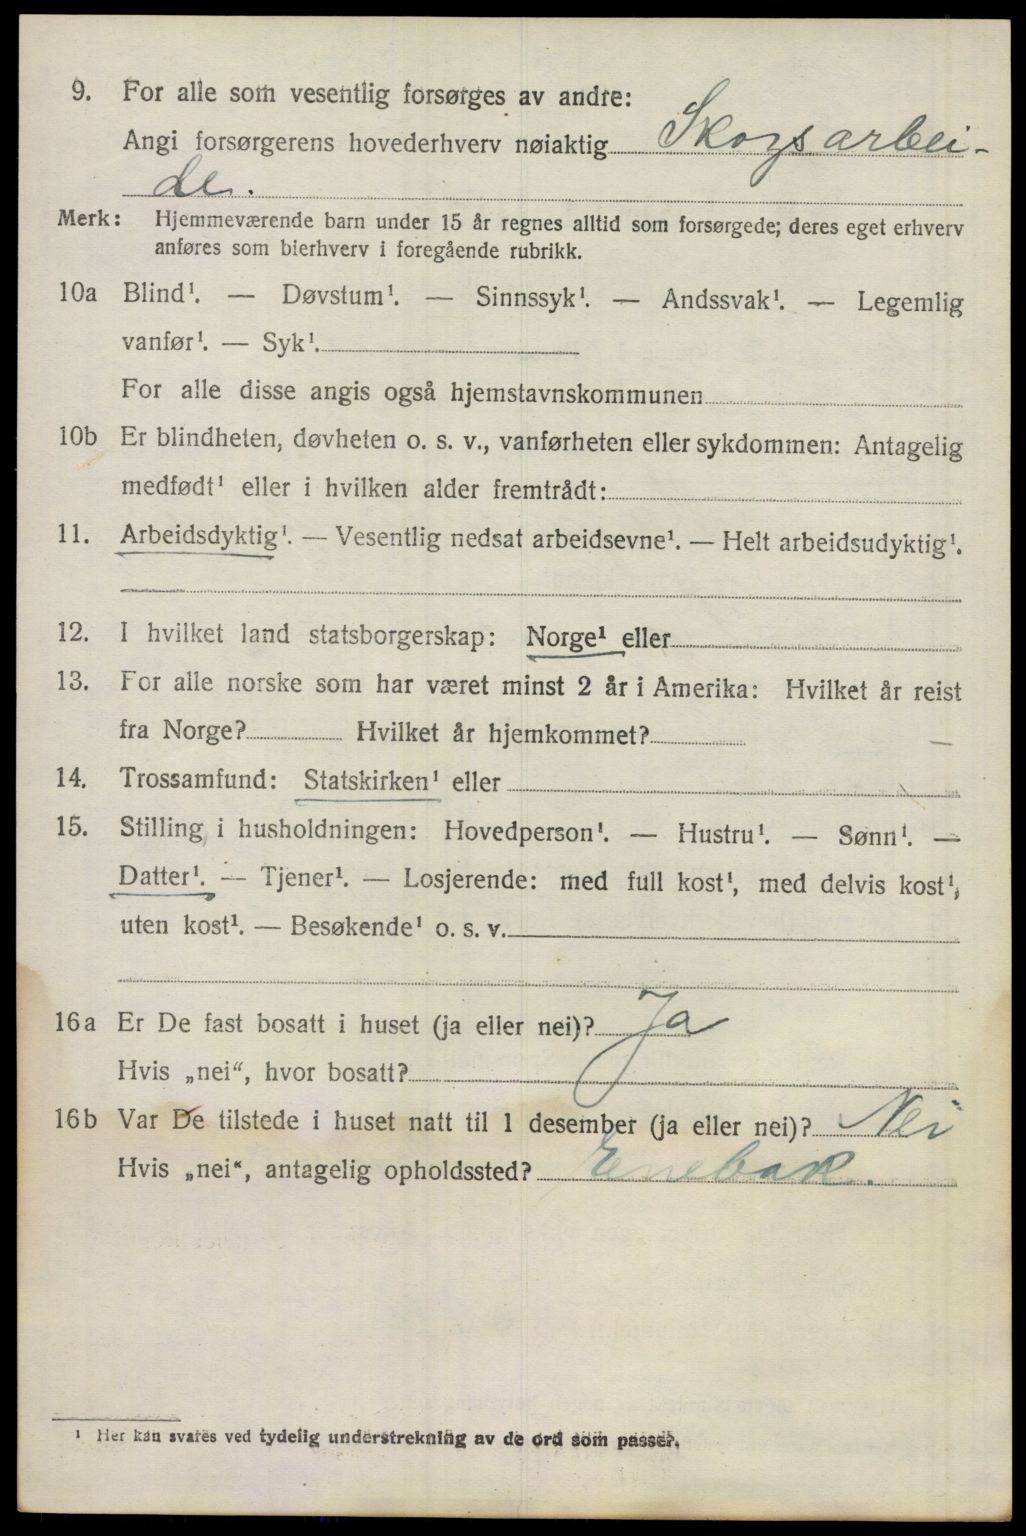 9. For alle som vesentlig forsørges av andre:
Angi forsørgerens hovederhverv nøiaktig Skogsarbei-
de.
Merk: Hjemmeværende barn under 15 år regnes alltid som forsørgede; deres eget erhverv
anføres som bierhverv i foregående rubrikk.
10a Blind¹. — Døvstum¹. — Sinnssyk¹. — Andssvak¹. — Legemlig
vanfør¹. — Syk¹.
For alle disse angis også hjemstavnskommunen
10b Er blindheten, døvheten o. s. v., vanførheten eller sykdommen: Antagelig
medfødt¹ eller i hvilken alder fremtrådt:
11. Arbeidsdyktig¹. — Vesentlig nedsat arbeidsevne¹. — Helt arbeidsudyktig¹.
12. I hvilket land statsborgerskap: Norge¹ eller
13. For alle norske som har været minst 2 år i Amerika: Hvilket år reist
fra Norge? Hvilket år hjemkommet? —
14. Trossamfund: Statskirken¹ eller
15. Stilling i husholdningen: Hovedperson¹. — Hustru¹. — Sønn¹. —
Datter¹. — Tjener¹. — Losjerende: med full kost¹, med delvis kost¹,
uten kost¹. — Besøkende¹ o. s. v.
16a Er De fast bosatt i huset (ja eller nei)? Ja
Hvis „nei“, hvor bosatt?
16b Var De tilstede i huset natt til 1 desember (ja eller nei)? Nei
Hvis „nei“, antagelig opholdssted? Enebak.
¹ Her kan svares ved tydelig understrekning av de ord som passer.